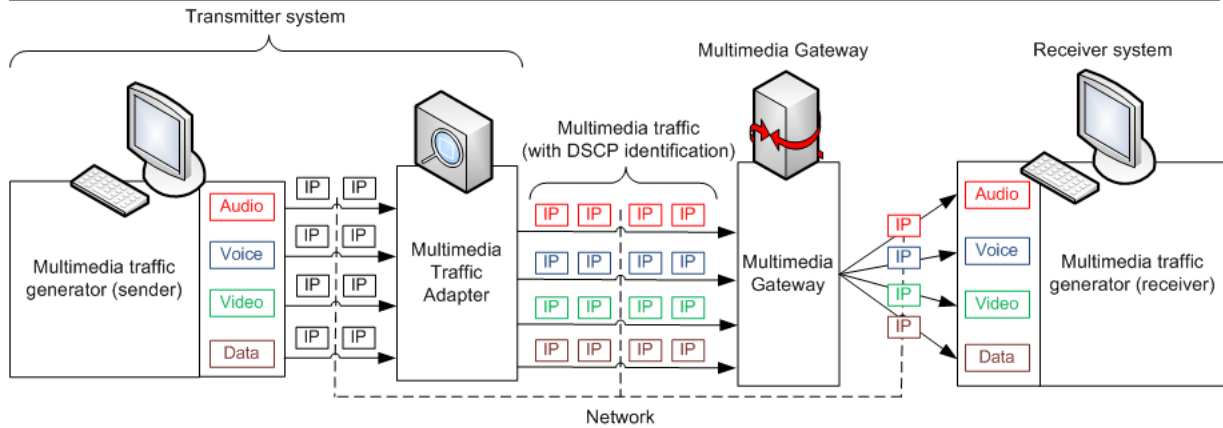 Transmitter system
Multimedia Gateway
Receiver system
Multimedia traffic
(with DSCP identification)
Multimedia traffic
generator (sender)
Audio
Voice
Video
Data
IP IP
IP IP
IP IP
IP IP
Multimedia
Traffic
Adapter
IP IP IP IP
IP IP IP IP
IP IP IP IP
IP IP IP IP
Multimedia
Gateway
IP
IP
IP
IP
Audio
Voice
Video
Data
Multimedia traffic
generator (receiver)
Network